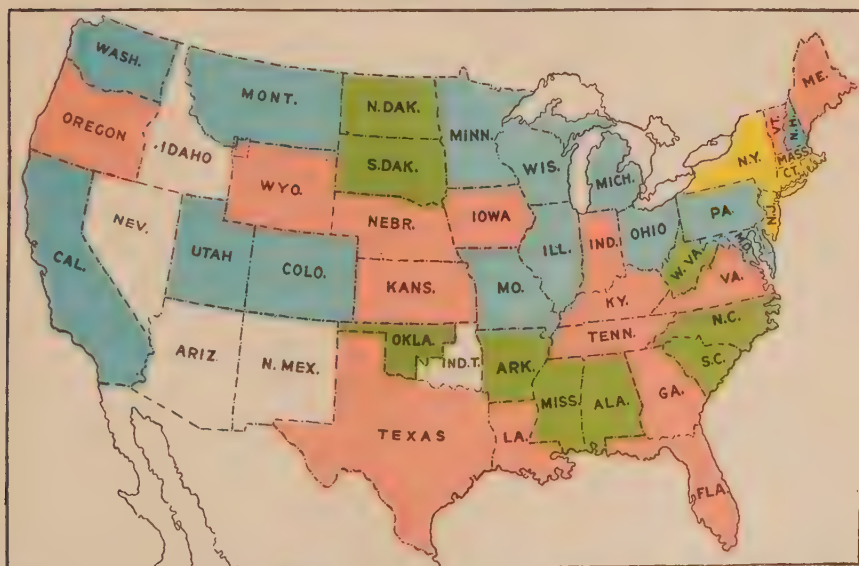 WASH.
MONT.
N.DAK.
MINN.
ME.
OREGON
IDAHO
S.DAK.
WIS.
MICH.
N.Y.
VT.
N.H.
MASS.
CT.
WYO.
NEBR.
IOWA
PA.
N.J.
NEV.
UTAH
COLO.
ILL.
IND.
OHIO
MD.
W.VA.
VA.
CAL.
KANS.
MO.
KY.
ARIZ.
N. MEX.
OKLA.
IND.T.
ARK.
TENN.
N.C.
S.C.
TEXAS
LA.
MISS.
ALA.
GA.
FLA.